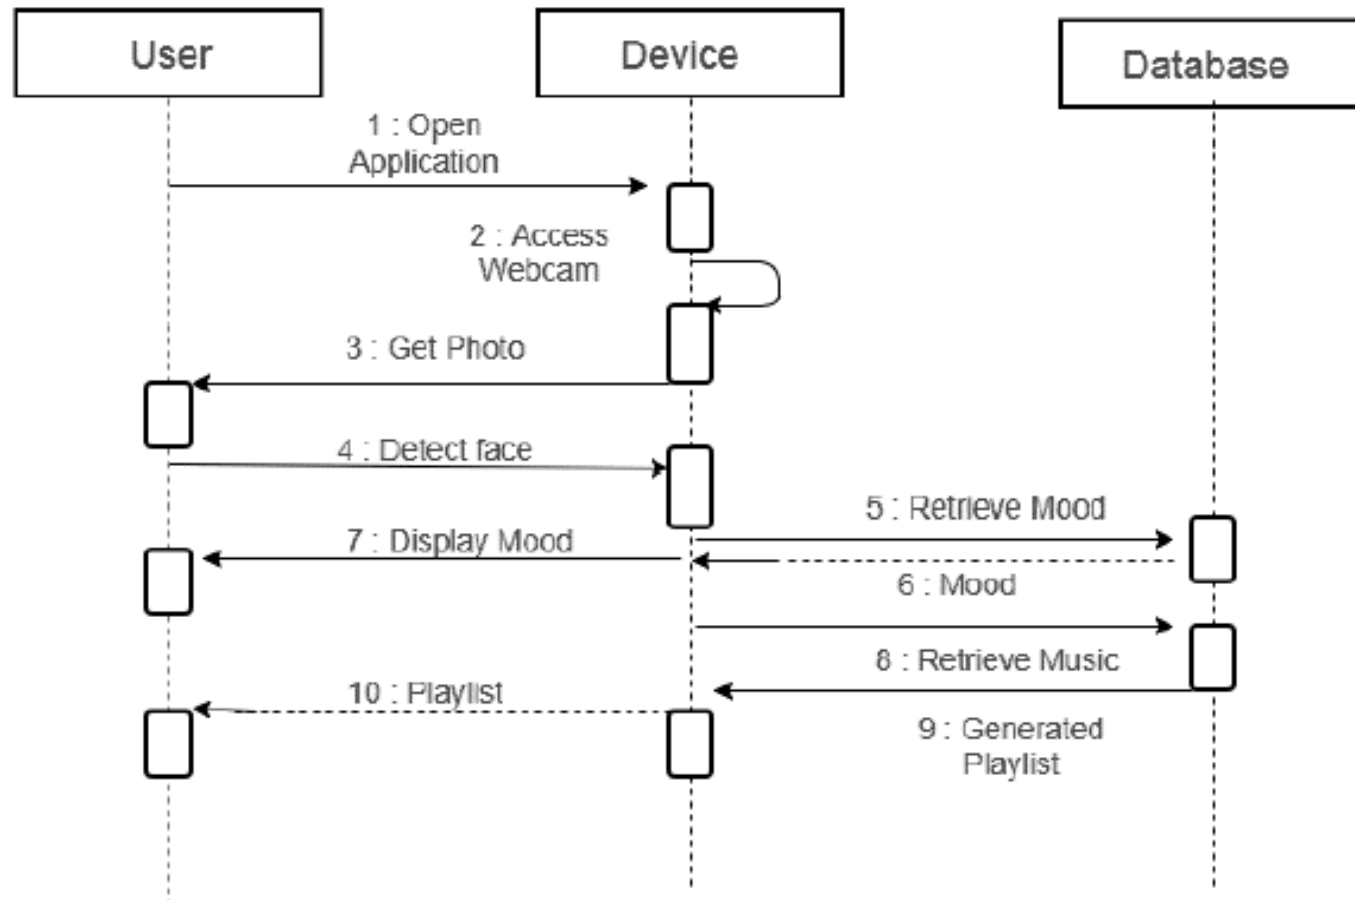 User
Device
Database
1 : Open
Application
2 : Access
Webcam
3 : Get Photo
4 : Detect face
5 : Retrieve Mood
7 : Display Mood
6 : Mood
8 : Retrieve Music
10 : Playlist
9 : Generated
Playlist